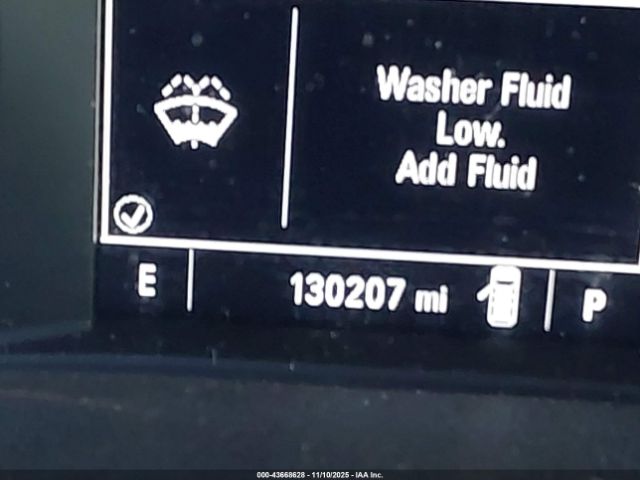 Washer Fluid
Low.
Add Fluid
E 130207 mi P
000-43668628 - 11/10/2025 - IAA Inc.